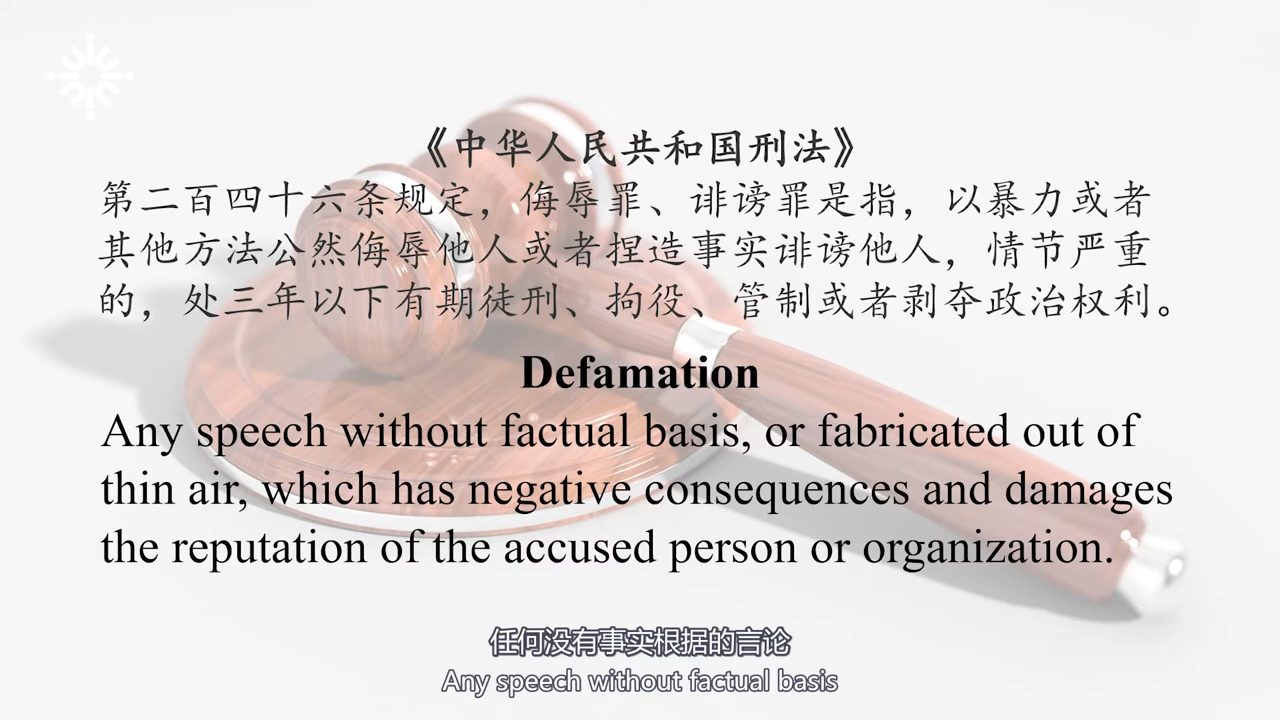 《中华人民共和国刑法》
第二百四十六条规定，侮辱罪、诽谤罪是指，以暴力或者
其他方法公然侮辱他人或者捏造事实诽谤他人，情节严重
的，处三年以下有期徒刑、拘役、管制或者剥夺政治权利。
Defamation
Any speech without factual basis, or fabricated out of
thin air, which has negative consequences and damages
the reputation of the accused person or organization.
任何没有事实根据的言论
Any speech without factual basis